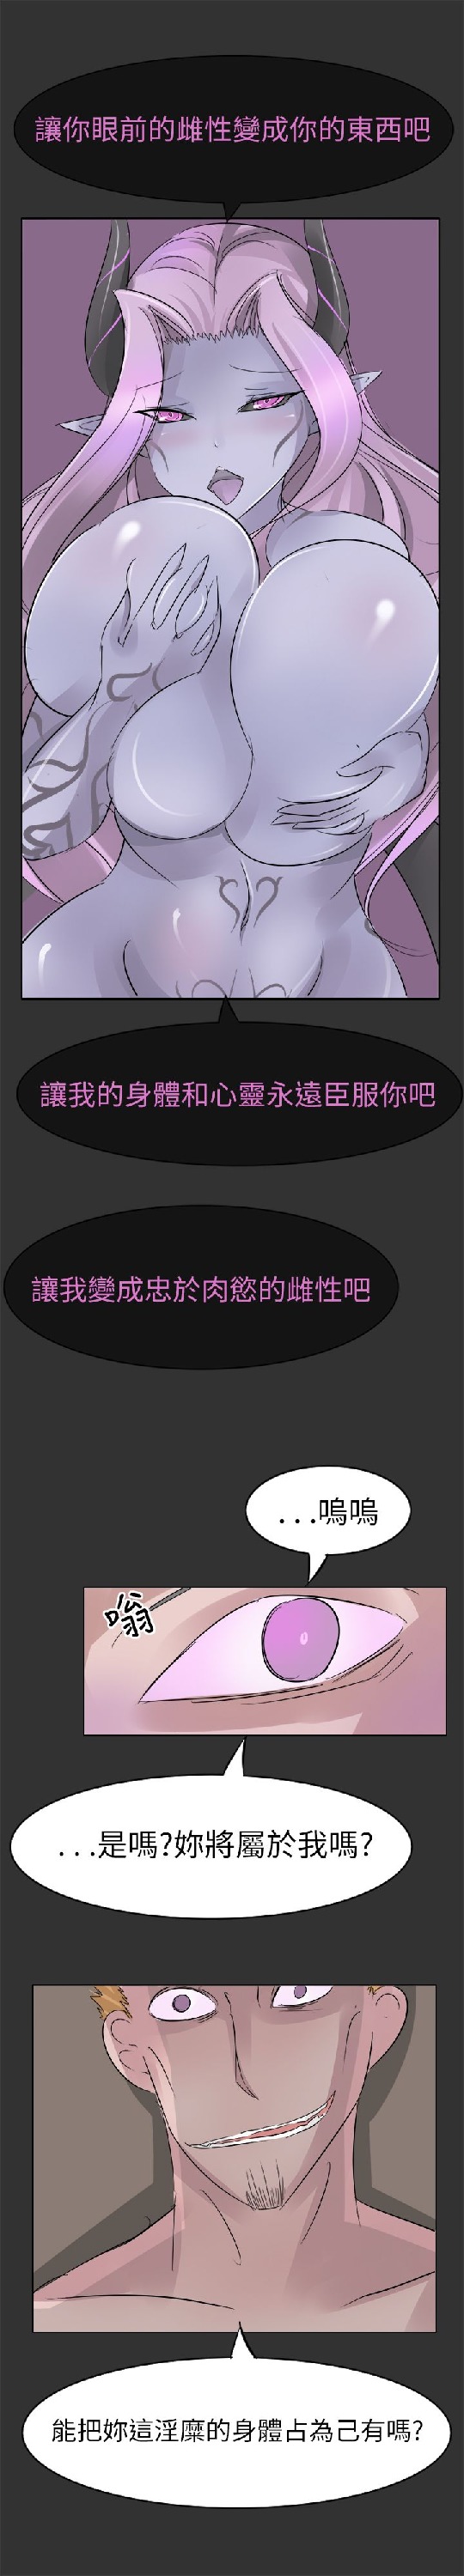 讓你眼前的雌性變成你的東西吧
讓我的身體和心靈永遠臣服你吧
讓我變成忠於肉慾的雌性吧
...嗚嗚
嗡
...是嗎?妳將屬於我嗎?
能把妳這淫糜的身體占為己有嗎?